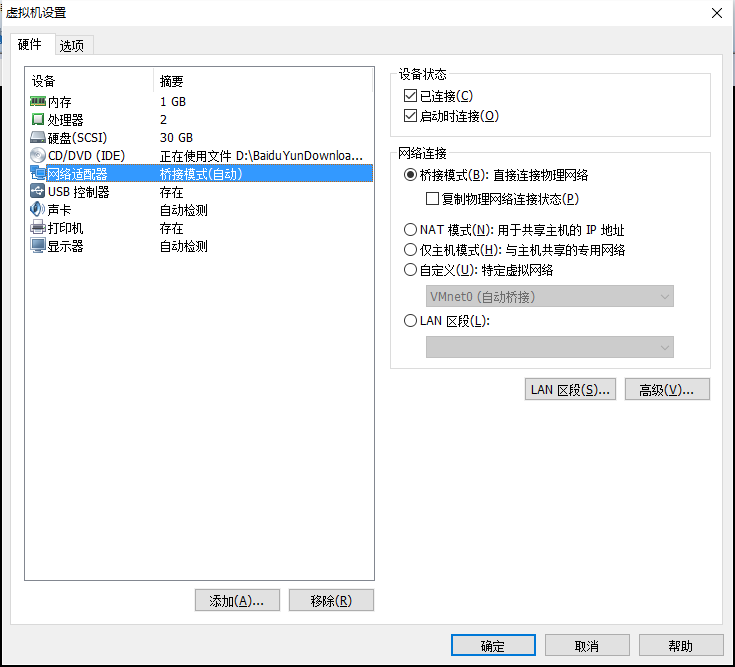 虚拟机设置
硬件 选项
设备 摘要
内存 1 GB
处理器 2
硬盘(SCSI) 30 GB
CD/DVD (IDE) 正在使用文件 D:\BaiduYunDownloa...
网络适配器 桥接模式(自动)
USB 控制器 存在
声卡 自动检测
打印机 存在
显示器 自动检测
添加(A)... 移除(R)
设备状态
已连接(C)
启动时连接(O)
网络连接
桥接模式(B): 直接连接物理网络
复制物理网络连接状态(P)
NAT 模式(N): 用于共享主机的 IP 地址
仅主机模式(H): 与主机共享的专用网络
自定义(U): 特定虚拟网络
VMnet0 (自动桥接)
LAN 区段(L):
LAN 区段(S)... 高级(V)...
确定 取消 帮助